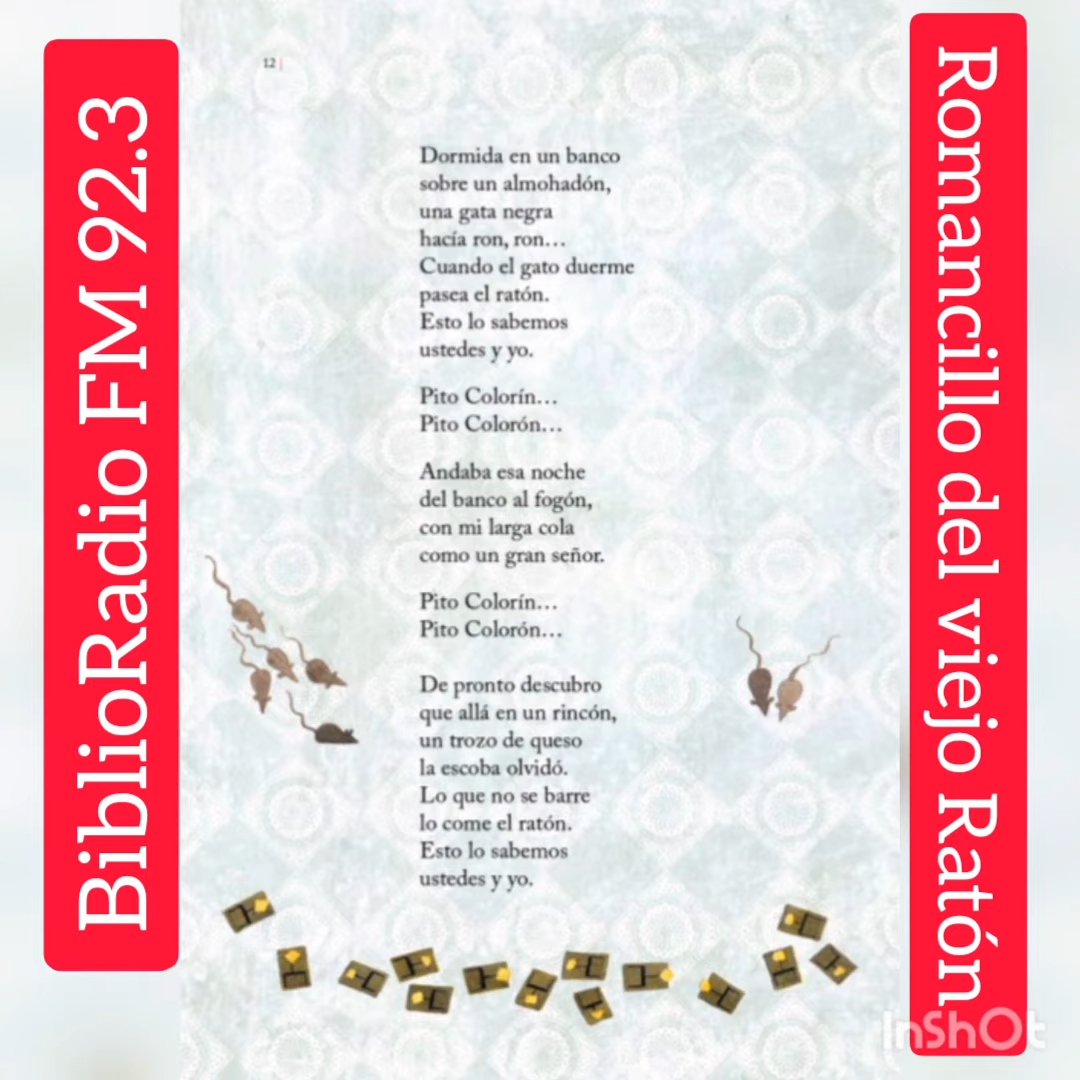 BiblioRadio FM 92.3
12 |
Dormida en un banco
sobre un almohadón,
una gata negra
hacía ron, ron...
Cuando el gato duerme
pasea el ratón.
Esto lo sabemos
ustedes y yo.
Pito Colorín...
Pito Colorón...
Andaba esa noche
del banco al fogón,
con mi larga cola
como un gran señor.
Pito Colorín...
Pito Colorón...
De pronto descubro
que allá en un rincón,
un trozo de queso
la escoba olvidó.
Lo que no se barre
lo come el ratón.
Esto lo sabemos
ustedes y yo.
Romancillo del viejo Ratón
InShOt